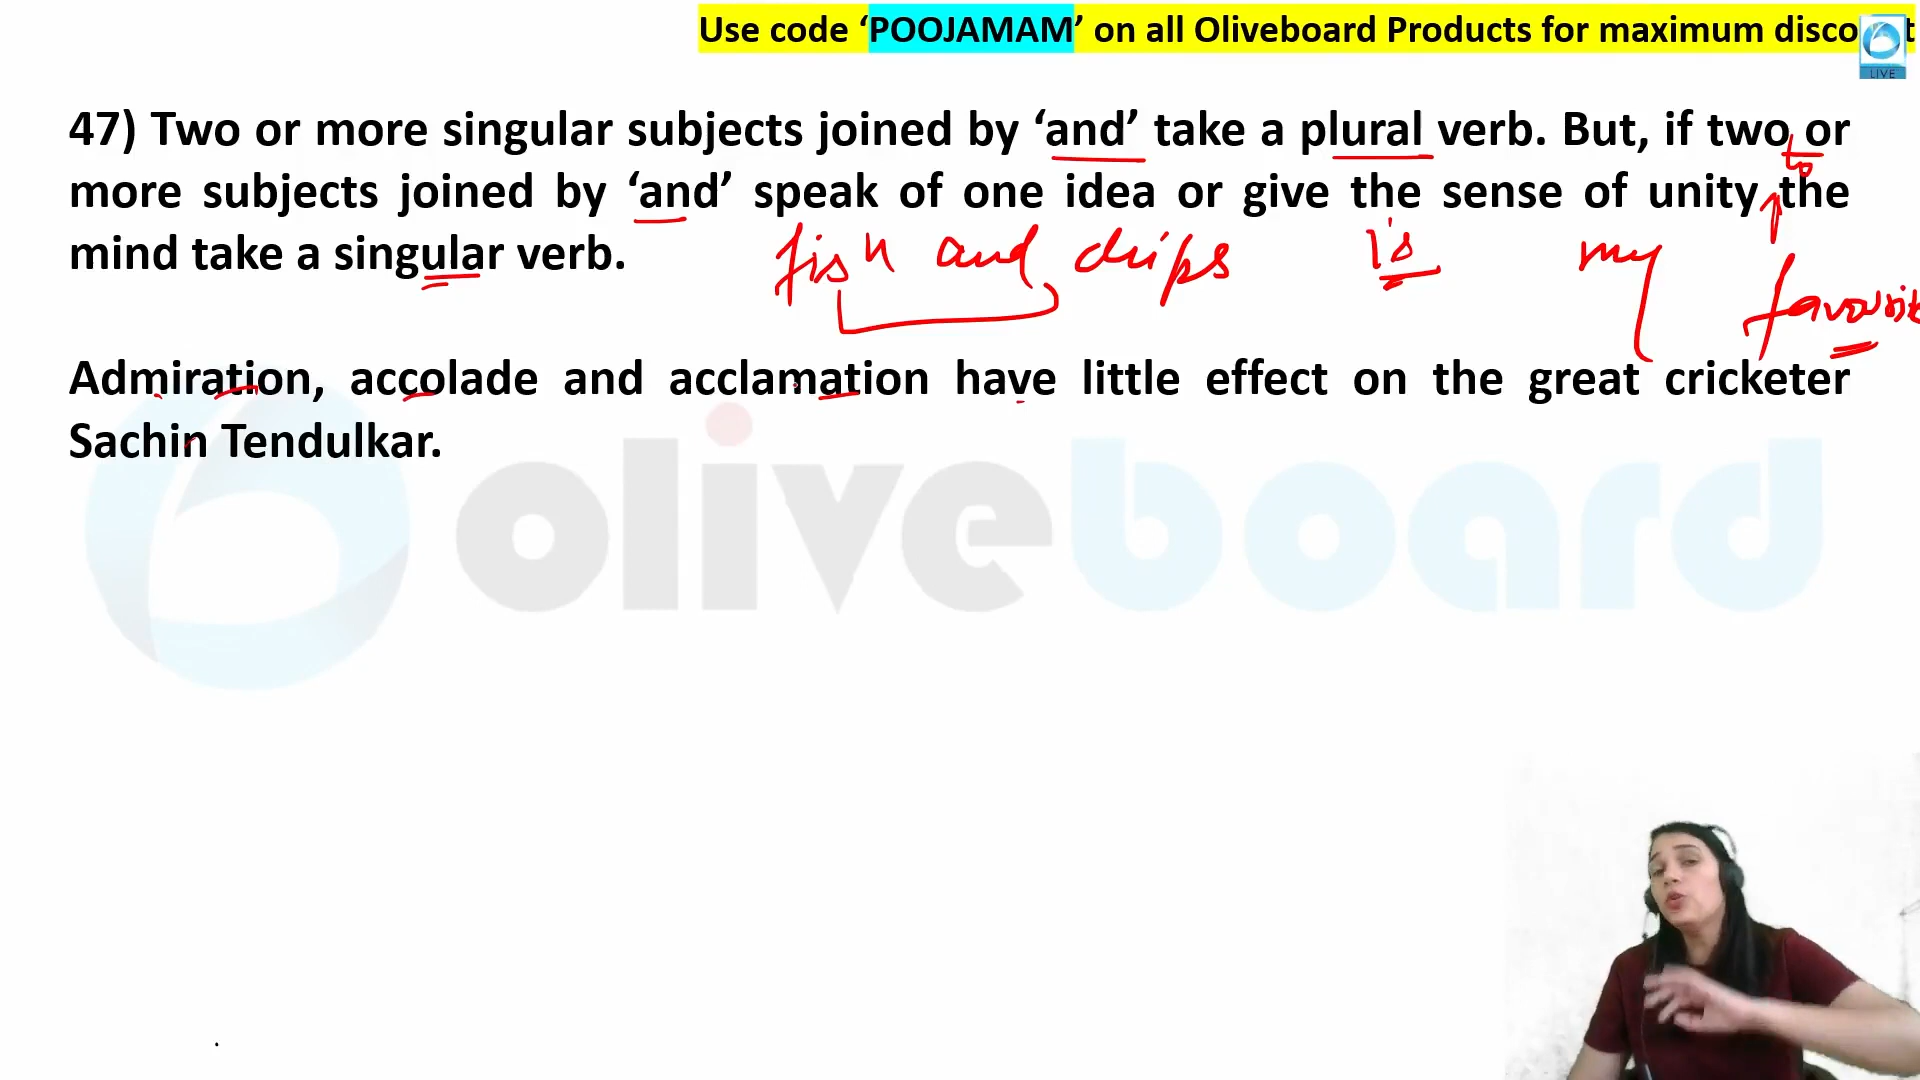 Use code ‘POOJAMAM’ on all Oliveboard Products for maximum disco t
LIVE
47) Two or more singular subjects joined by ‘and’ take a plural verb. But, if two or
to
more subjects joined by ‘and’ speak of one idea or give the sense of unity the
mind take a singular verb.
fish and chips is my
favourit
Admiration, accolade and acclamation have little effect on the great cricketer
Sachin Tendulkar.
oliveboard